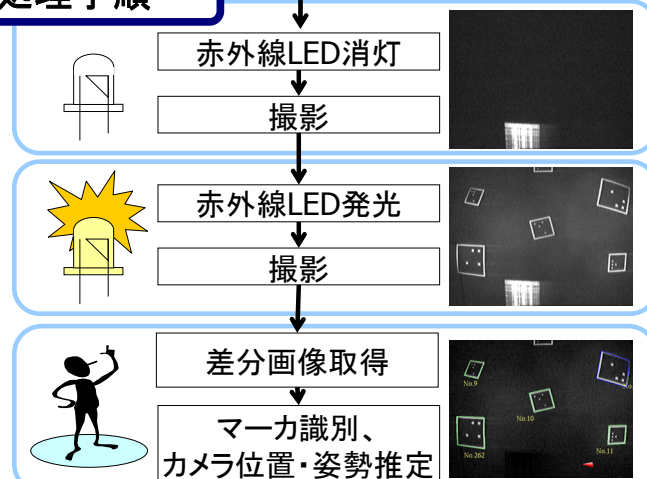 処理手順
赤外線LED消灯
撮影
赤外線LED発光
撮影
差分画像取得
マーカ識別、
カメラ位置・姿勢推定
No.9
No.10
No.262
No.11